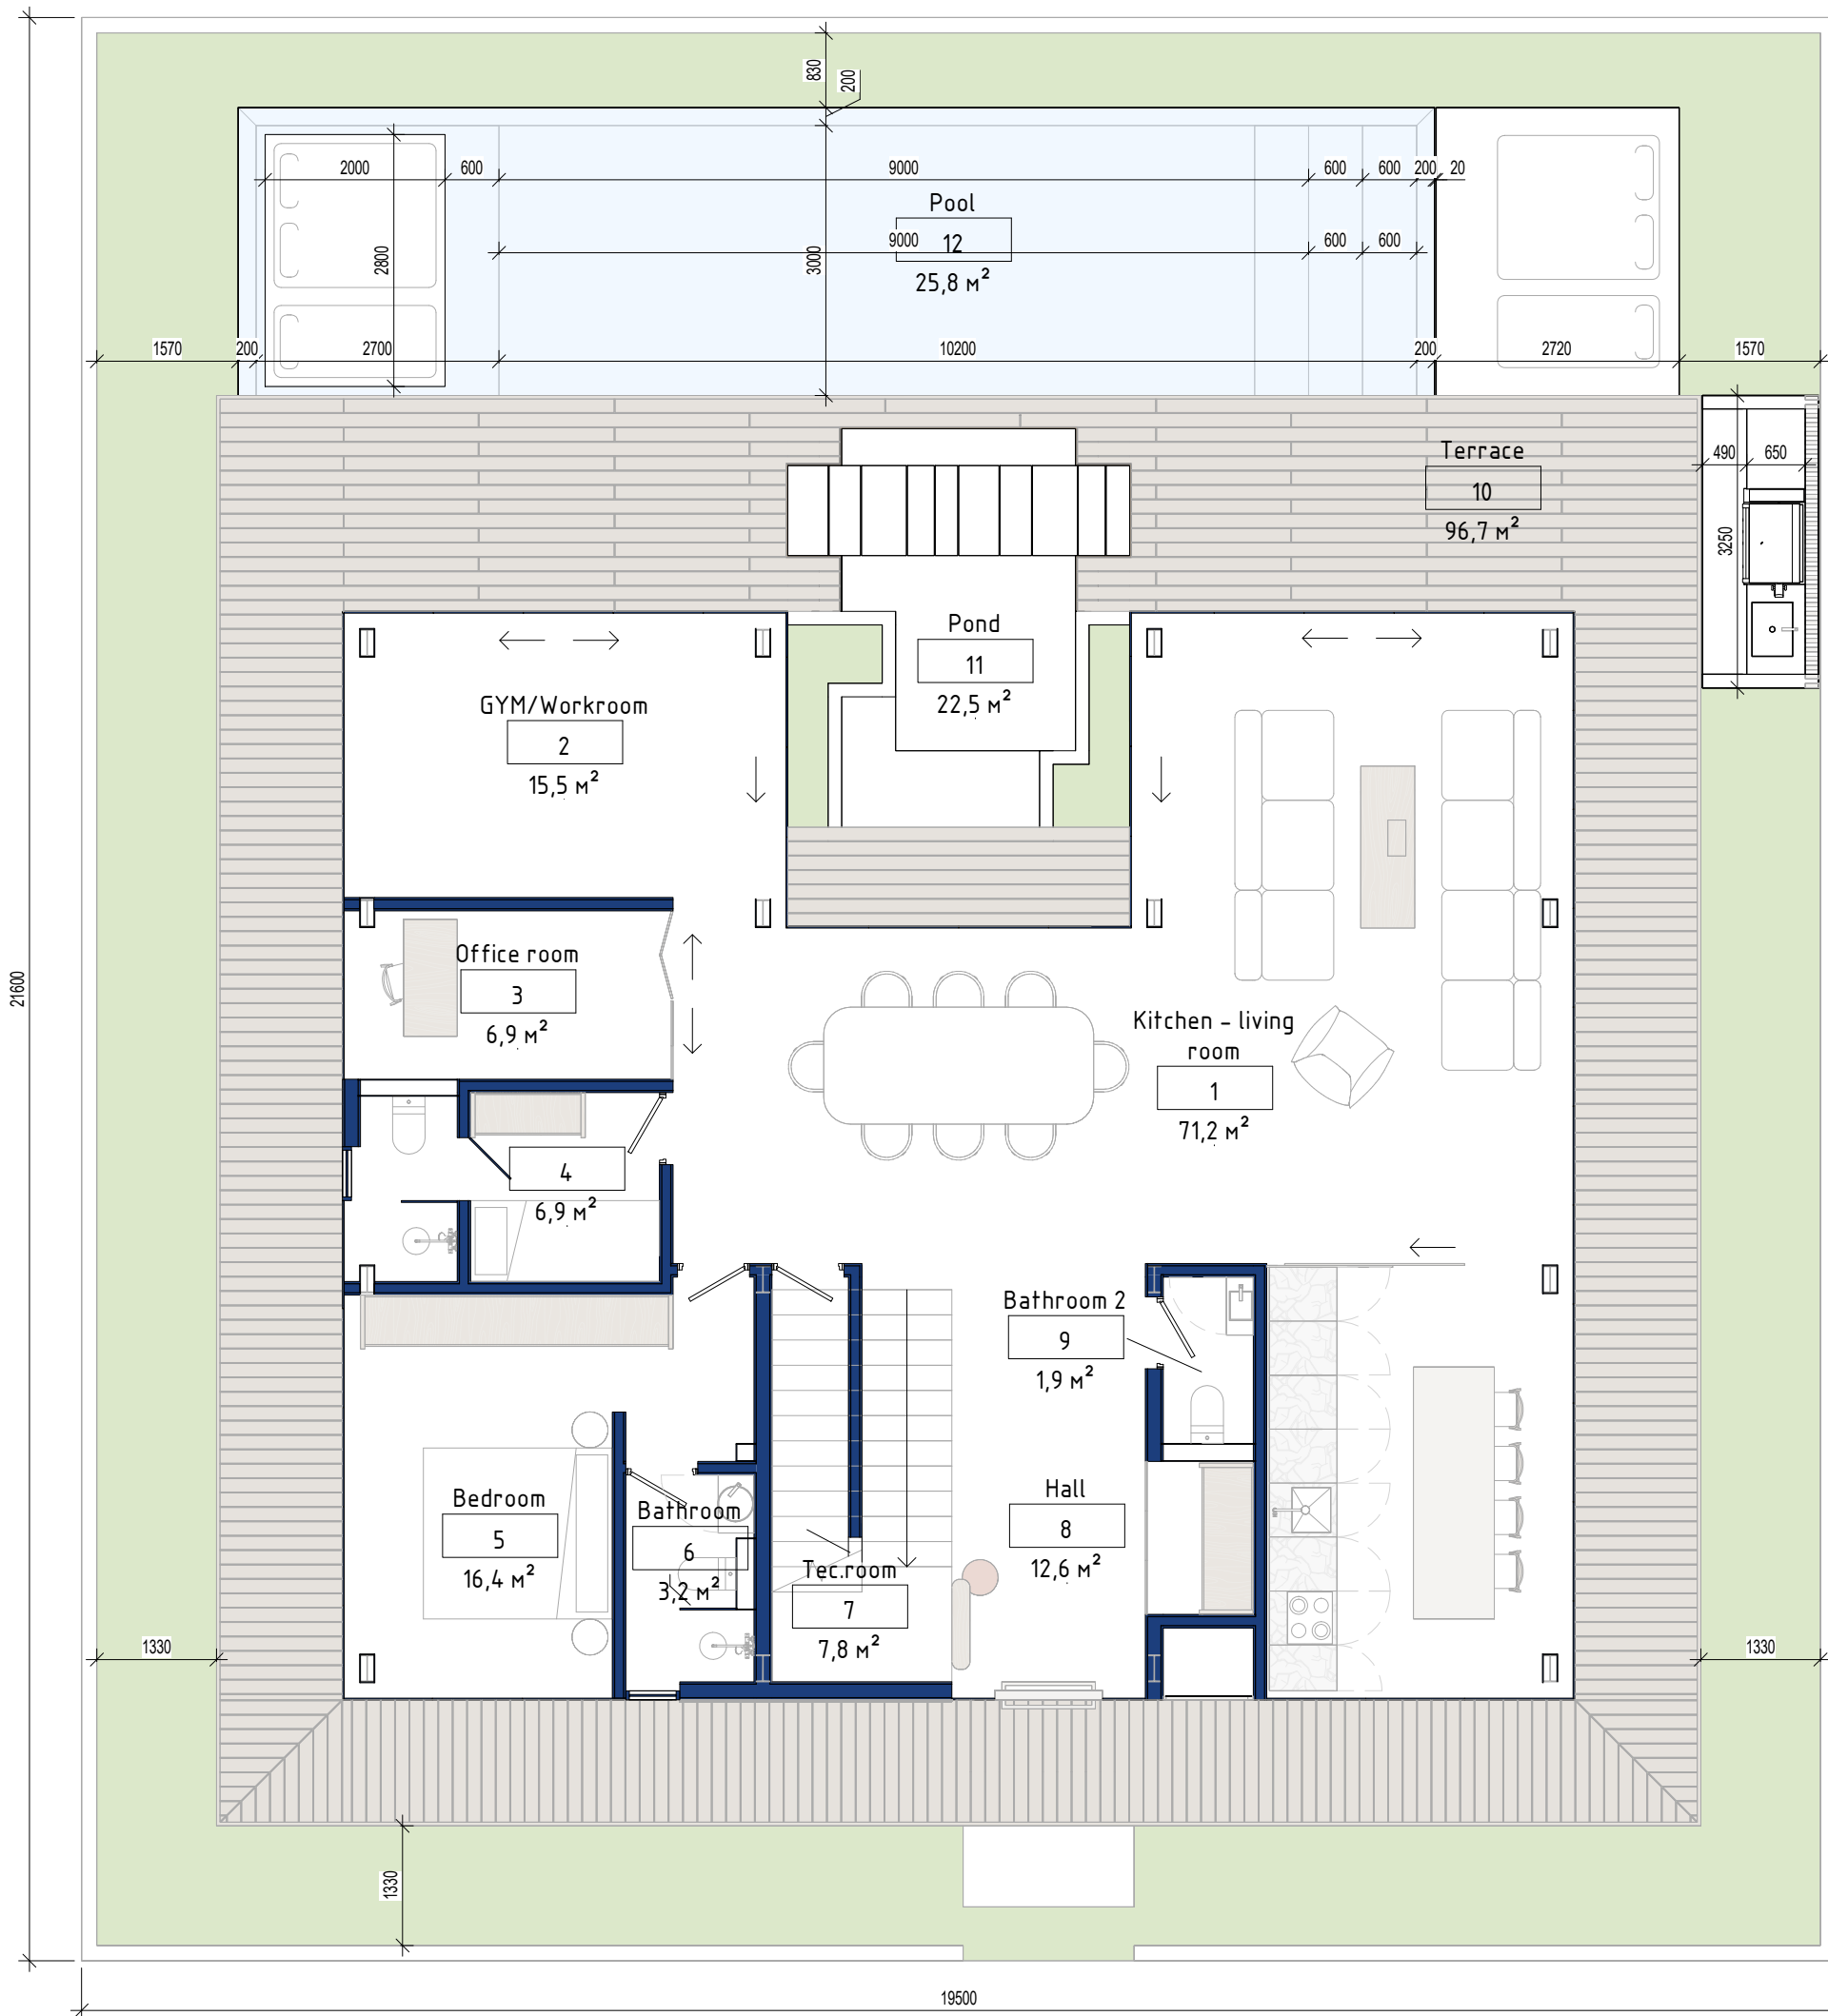 830
200
2000
600
9000
600
600
200
20
Pool
12
25,8 м²
9000
600
600
2800
3000
1570
200
2700
10200
200
2720
1570
Terrace
10
96,7 м²
490
650
3250
Pond
11
22,5 м²
GYM/Workroom
2
15,5 м²
Office room
3
6,9 м²
21600
Kitchen - living
room
1
71,2 м²
4
6,9 м²
Bathroom 2
9
1,9 м²
Bedroom
5
16,4 м²
Bathroom
6
3,2 м²
Hall
8
12,6 м²
Tec.room
7
7,8 м²
1330
1330
1330
19500